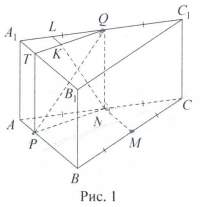 A₁ L Q C₁
T K
B₁
A N C
P M
B
Рис. 1